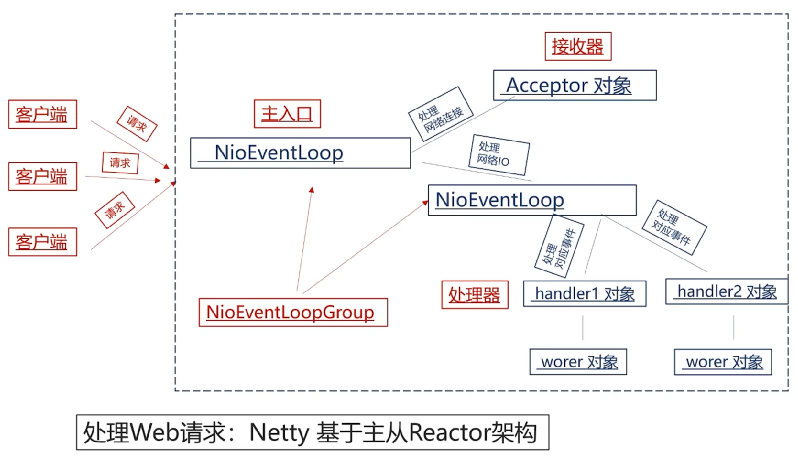 接收器
Acceptor 对象
客户端
请求
主入口
处理
网络连接
NioEventLoop
处理
网络IO
客户端
请求
NioEventLoop
客户端
请求
处理
对应事件
处理
对应事件
NioEventLoopGroup
处理器
handler1 对象
handler2 对象
worer 对象
worer 对象
处理Web请求：Netty 基于主从Reactor架构